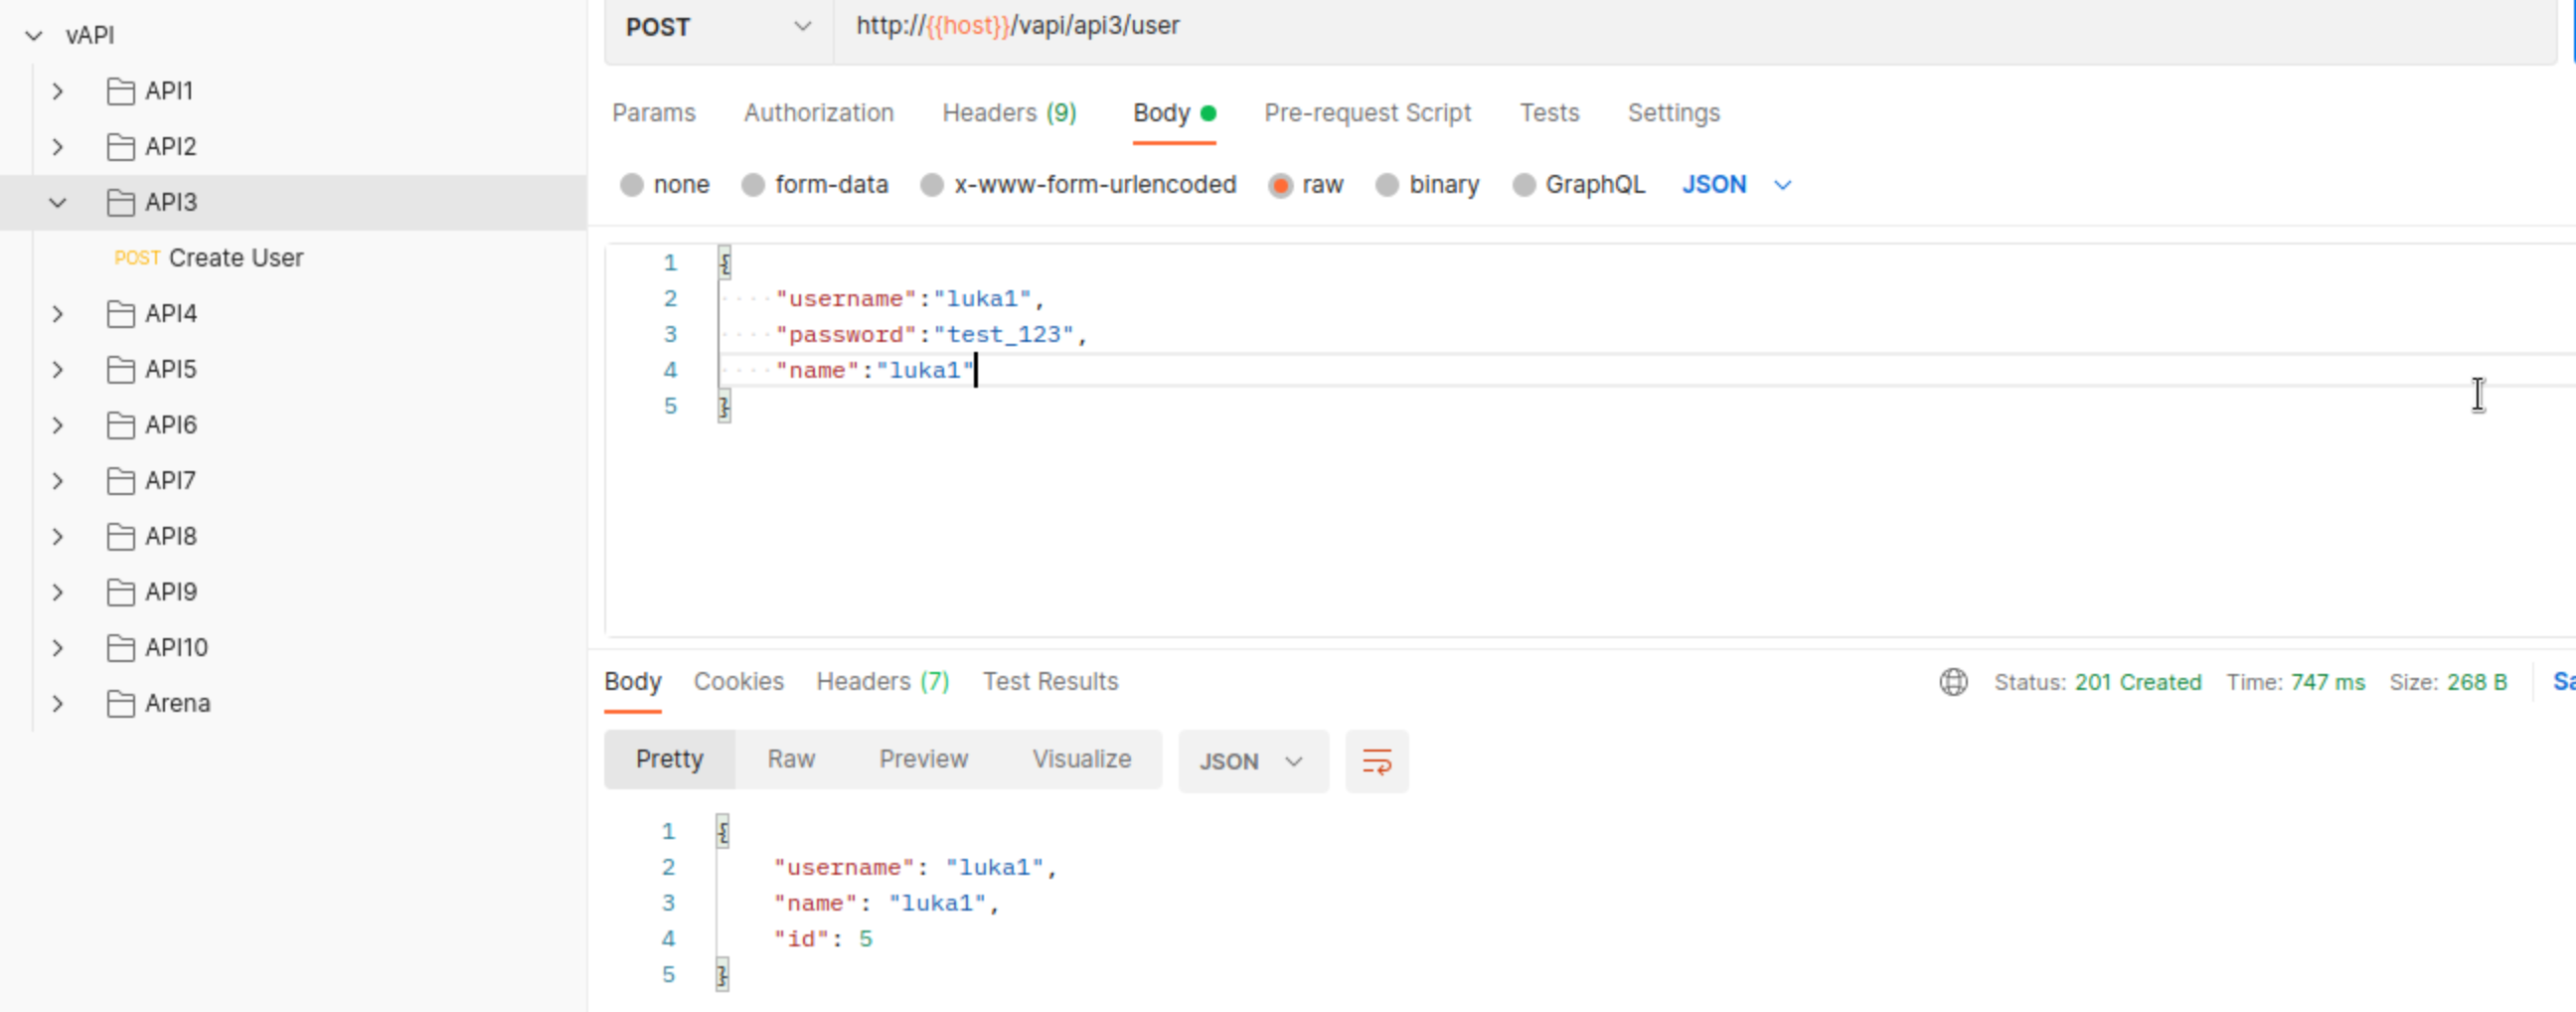 vAPI
API1
API2
API3
POST Create User
API4
API5
API6
API7
API8
API9
API10
Arena
POST http://{{host}}/vapi/api3/user
Params Authorization Headers (9) Body Pre-request Script Tests Settings
none form-data x-www-form-urlencoded raw binary GraphQL JSON
1 {
2 ····"username":"luka1",
3 ····"password":"test_123",
4 ····"name":"luka1"
5 }
Body Cookies Headers (7) Test Results Status: 201 Created Time: 747 ms Size: 268 B
Pretty Raw Preview Visualize JSON
1 {
2 "username": "luka1",
3 "name": "luka1",
4 "id": 5
5 }